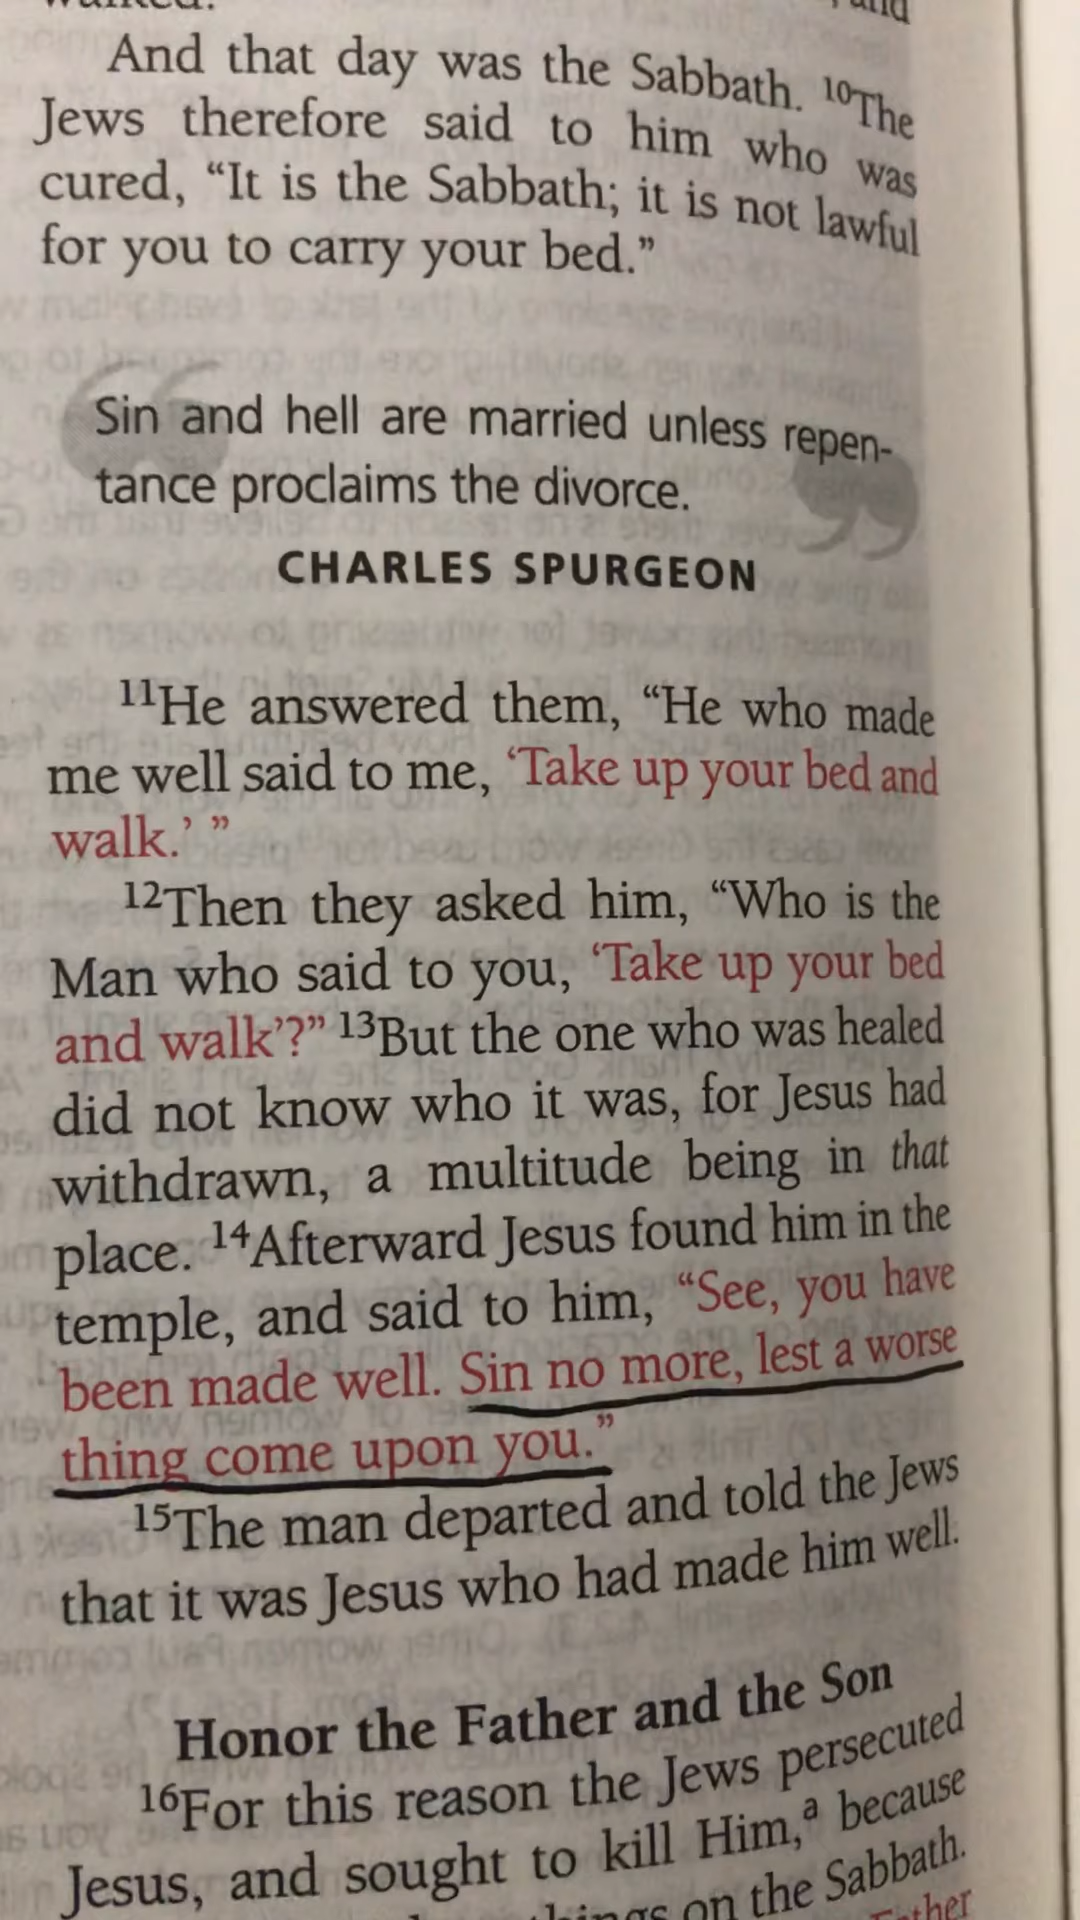 walked.
and
And that day was the Sabbath. ¹⁰The
Jews therefore said to him who was
cured, “It is the Sabbath; it is not lawful
for you to carry your bed.”
Sin and hell are married unless repen-
tance proclaims the divorce.
CHARLES SPURGEON
¹¹He answered them, “He who made
me well said to me, ‘Take up your bed and
walk.’ ”
¹²Then they asked him, “Who is the
Man who said to you, ‘Take up your bed
and walk’?” ¹³But the one who was healed
did not know who it was, for Jesus had
withdrawn, a multitude being in that
place. ¹⁴Afterward Jesus found him in the
temple, and said to him, “See, you have
been made well. Sin no more, lest a worse
thing come upon you.”
¹⁵The man departed and told the Jews
that it was Jesus who had made him well.
Honor the Father and the Son
¹⁶For this reason the Jews persecuted
Jesus, and sought to kill Him,ᵃ because
things on the Sabbath.
Father